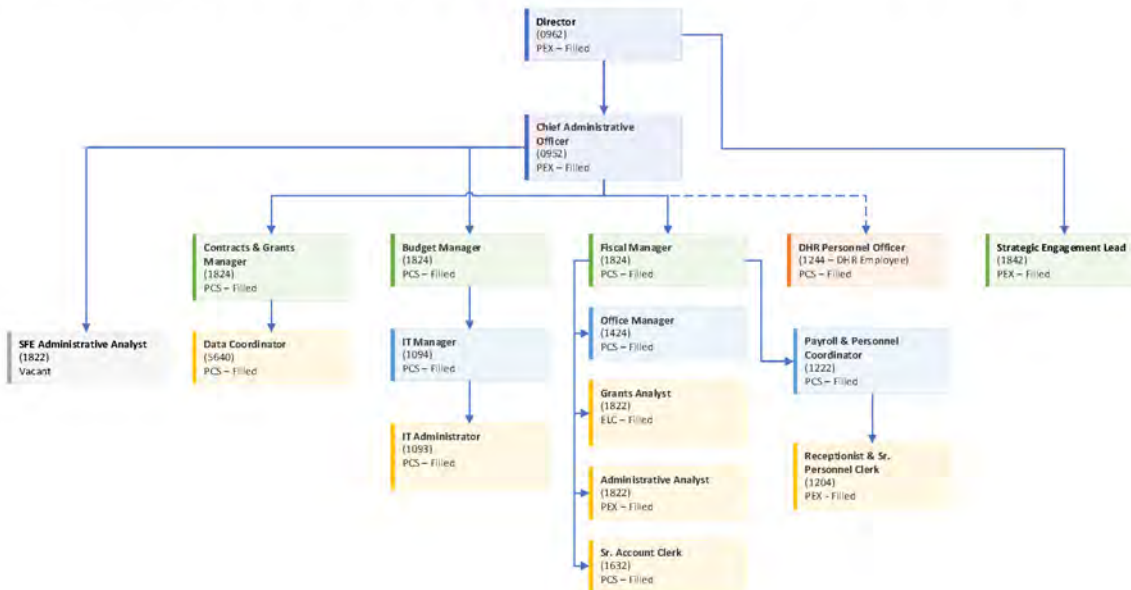 Director
(0962)
PEX – Filled
Chief Administrative
Officer
(0952)
PEX – Filled
Contracts & Grants
Manager
(1824)
PCS – Filled
Budget Manager
(1824)
PCS – Filled
Fiscal Manager
(1824)
PCS – Filled
DHR Personnel Officer
(1244 – DHR Employee)
PCS – Filled
Strategic Engagement Lead
(1842)
PEX – Filled
SFE Administrative Analyst
(1822)
Vacant
Data Coordinator
(5640)
PCS – Filled
IT Manager
(1094)
PCS – Filled
Office Manager
(1424)
PCS – Filled
Payroll & Personnel
Coordinator
(1222)
PCS – Filled
Grants Analyst
(1822)
ELC – Filled
IT Administrator
(1093)
PCS – Filled
Receptionist & Sr.
Personnel Clerk
(1204)
PEX - Filled
Administrative Analyst
(1822)
PEX – Filled
Sr. Account Clerk
(1632)
PCS – Filled